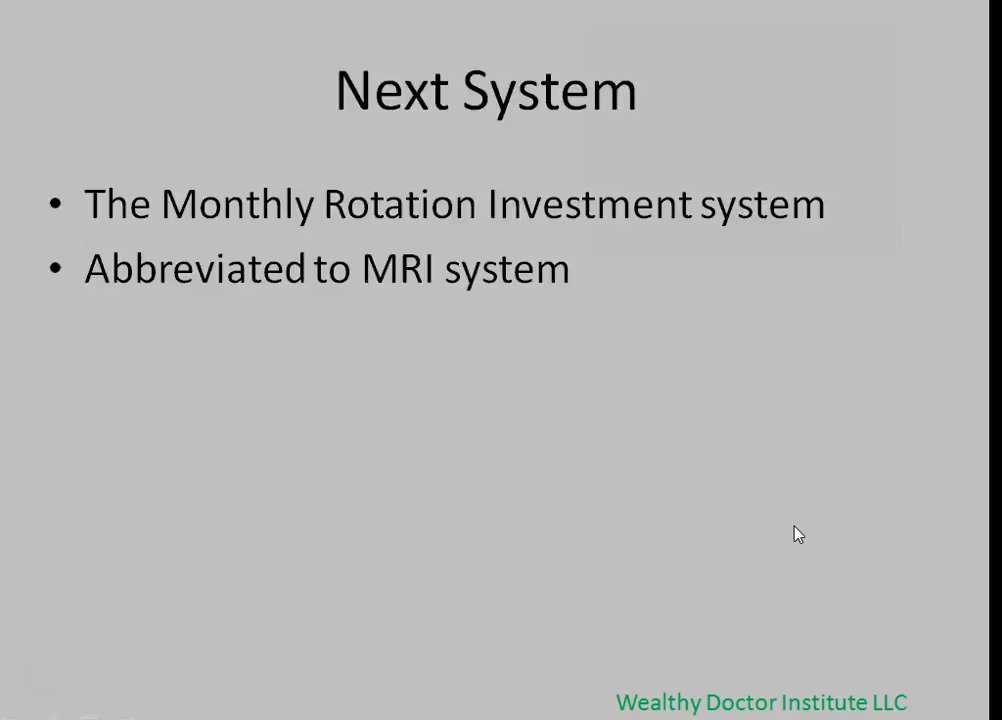 Next System
• The Monthly Rotation Investment system
• Abbreviated to MRI system
Wealthy Doctor Institute LLC